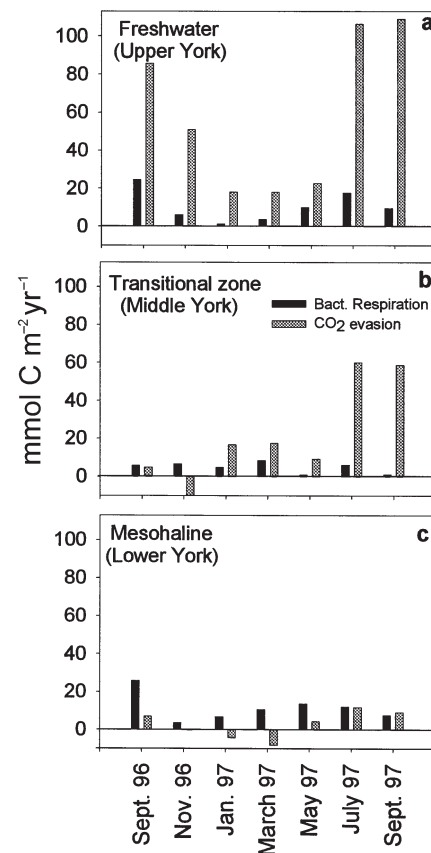 a
Freshwater
(Upper York)
100
80
60
40
20
0
b
Transitional zone
(Middle York)
Bact. Respiration
CO2 evasion
100
80
60
40
20
0
mmol C m⁻² yr⁻¹
c
Mesohaline
(Lower York)
100
80
60
40
20
0
Sept. 96
Nov. 96
Jan. 97
March 97
May 97
July 97
Sept. 97